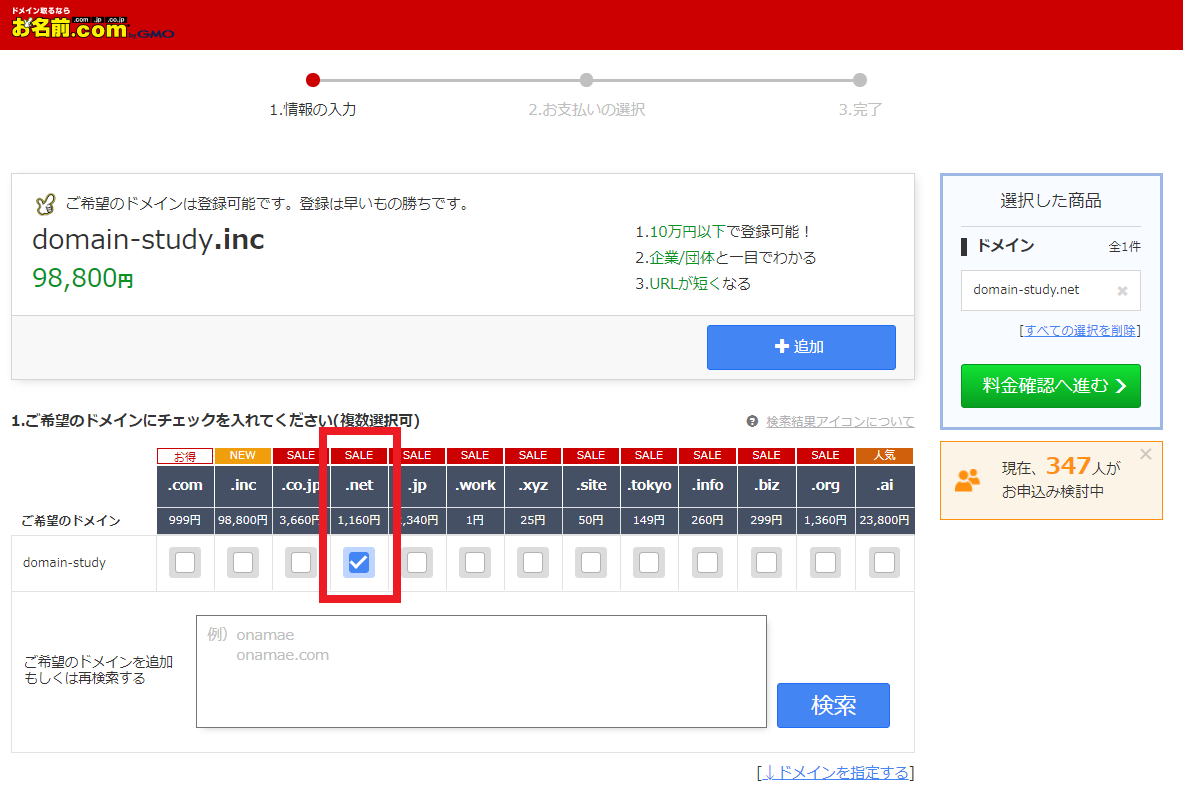 ドメイン取るなら
お名前.com
.com .jp .co.jp
by GMO
1.情報の入力
2.お支払いの選択
3.完了
ご希望のドメインは登録可能です。登録は早いもの勝ちです。
domain-study.inc
98,800円
1.10万円以下で登録可能！
2.企業/団体と一目でわかる
3.URLが短くなる
追加
選択した商品
ドメイン 全1件
domain-study.net
[すべての選択を削除]
料金確認へ進む
現在、347人が
お申込み検討中
1.ご希望のドメインにチェックを入れてください(複数選択可)
検索結果アイコンについて
お得 NEW SALE SALE SALE SALE SALE SALE SALE SALE SALE SALE 人気
.com .inc .co.jp .net .jp .work .xyz .site .tokyo .info .biz .org .ai
ご希望のドメイン 999円 98,800円 3,660円 1,160円 ,340円 1円 25円 50円 149円 260円 299円 1,360円 23,800円
domain-study
ご希望のドメインを追加
もしくは再検索する
例）onamae
onamae.com
検索
[↓ドメインを指定する]